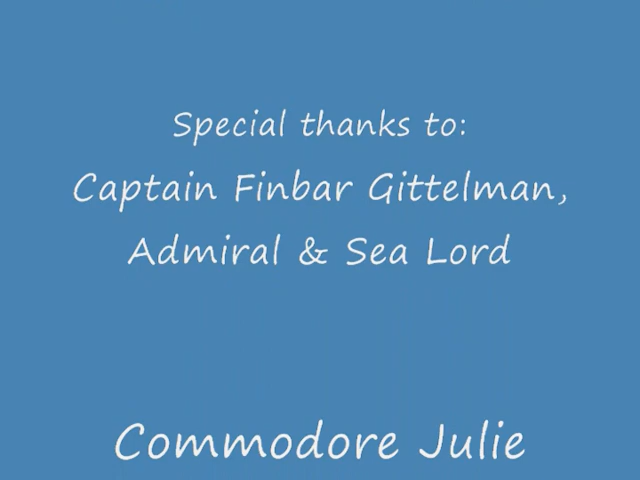 Special thanks to:
Captain Finbar Gittelman,
Admiral & Sea Lord
Commodore Julie